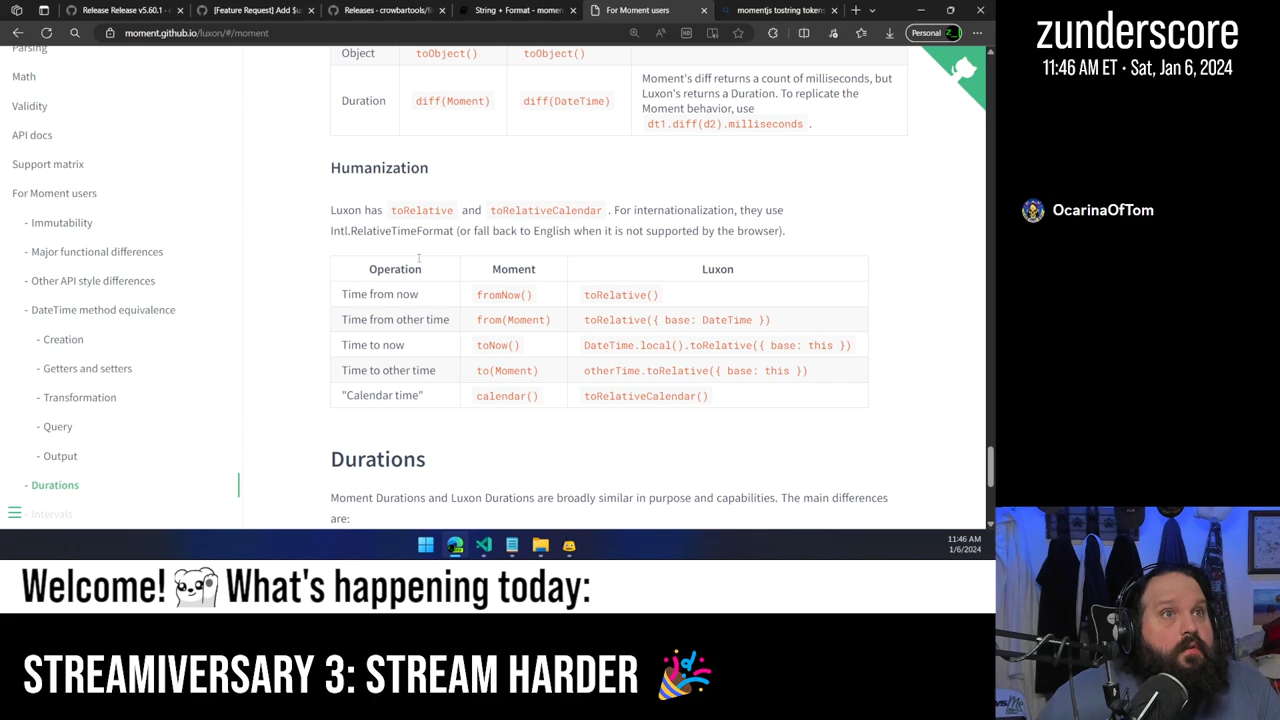 Release Release v5.60.1 - c
[Feature Request] Add $u
Releases - crowbartools/
String + Format - momen
For Moment users
momentjs tostring tokens
moment.github.io/luxon/#/moment
Personal
Parsing
Math
Validity
API docs
Support matrix
For Moment users
- Immutability
- Major functional differences
- Other API style differences
- DateTime method equivalence
- Creation
- Getters and setters
- Transformation
- Query
- Output
- Durations
- Intervals
Object toObject() toObject()
Duration diff(Moment) diff(DateTime)
Moment's diff returns a count of milliseconds, but
Luxon's returns a Duration. To replicate the
Moment behavior, use
dt1.diff(d2).milliseconds .
Humanization
Luxon has toRelative and toRelativeCalendar . For internationalization, they use
Intl.RelativeTimeFormat (or fall back to English when it is not supported by the browser).
Operation Moment Luxon
Time from now fromNow() toRelative()
Time from other time from(Moment) toRelative({ base: DateTime })
Time to now toNow() DateTime.local().toRelative({ base: this })
Time to other time to(Moment) otherTime.toRelative({ base: this })
"Calendar time" calendar() toRelativeCalendar()
Durations
Moment Durations and Luxon Durations are broadly similar in purpose and capabilities. The main differences
are:
11:46 AM
1/6/2024
zunderscore
11:46 AM ET • Sat, Jan 6, 2024
OcarinaOfTom
Welcome! What's happening today:
STREAMIVERSARY 3: STREAM HARDER